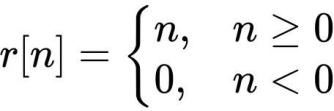 r[n] = { n, n ≥ 0
0, n < 0